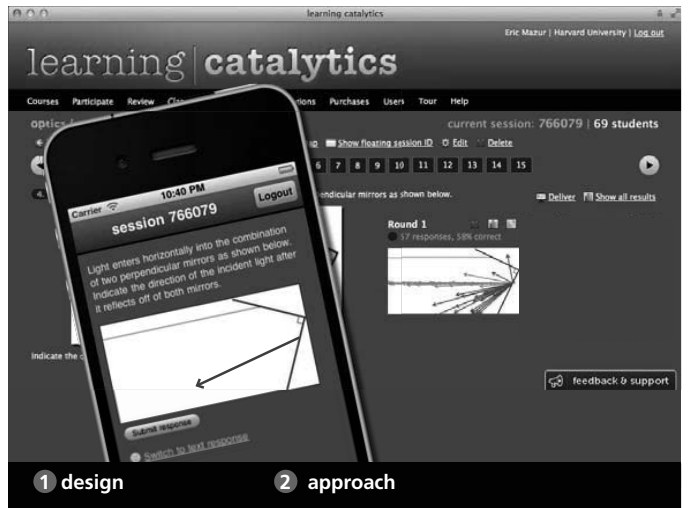 learning catalytics
Eric Mazur | Harvard University | Log out
learning | catalytics
Courses Participate Review Purchases Users Tour Help
current session: 766079 | 69 students
Show floating session ID Edit Delete
6 7 8 9 10 11 12 13 14 15
perpendicular mirrors as shown below.
Deliver Show all results
Round 1
57 responses, 58% correct
Carrier 10:40 PM
session 766079 Logout
Light enters horizontally into the combination
of two perpendicular mirrors as shown below.
Indicate the direction of the incident light after
it reflects off of both mirrors.
Submit response
Switch to text response
Indicate the
feedback & support
1 design 2 approach